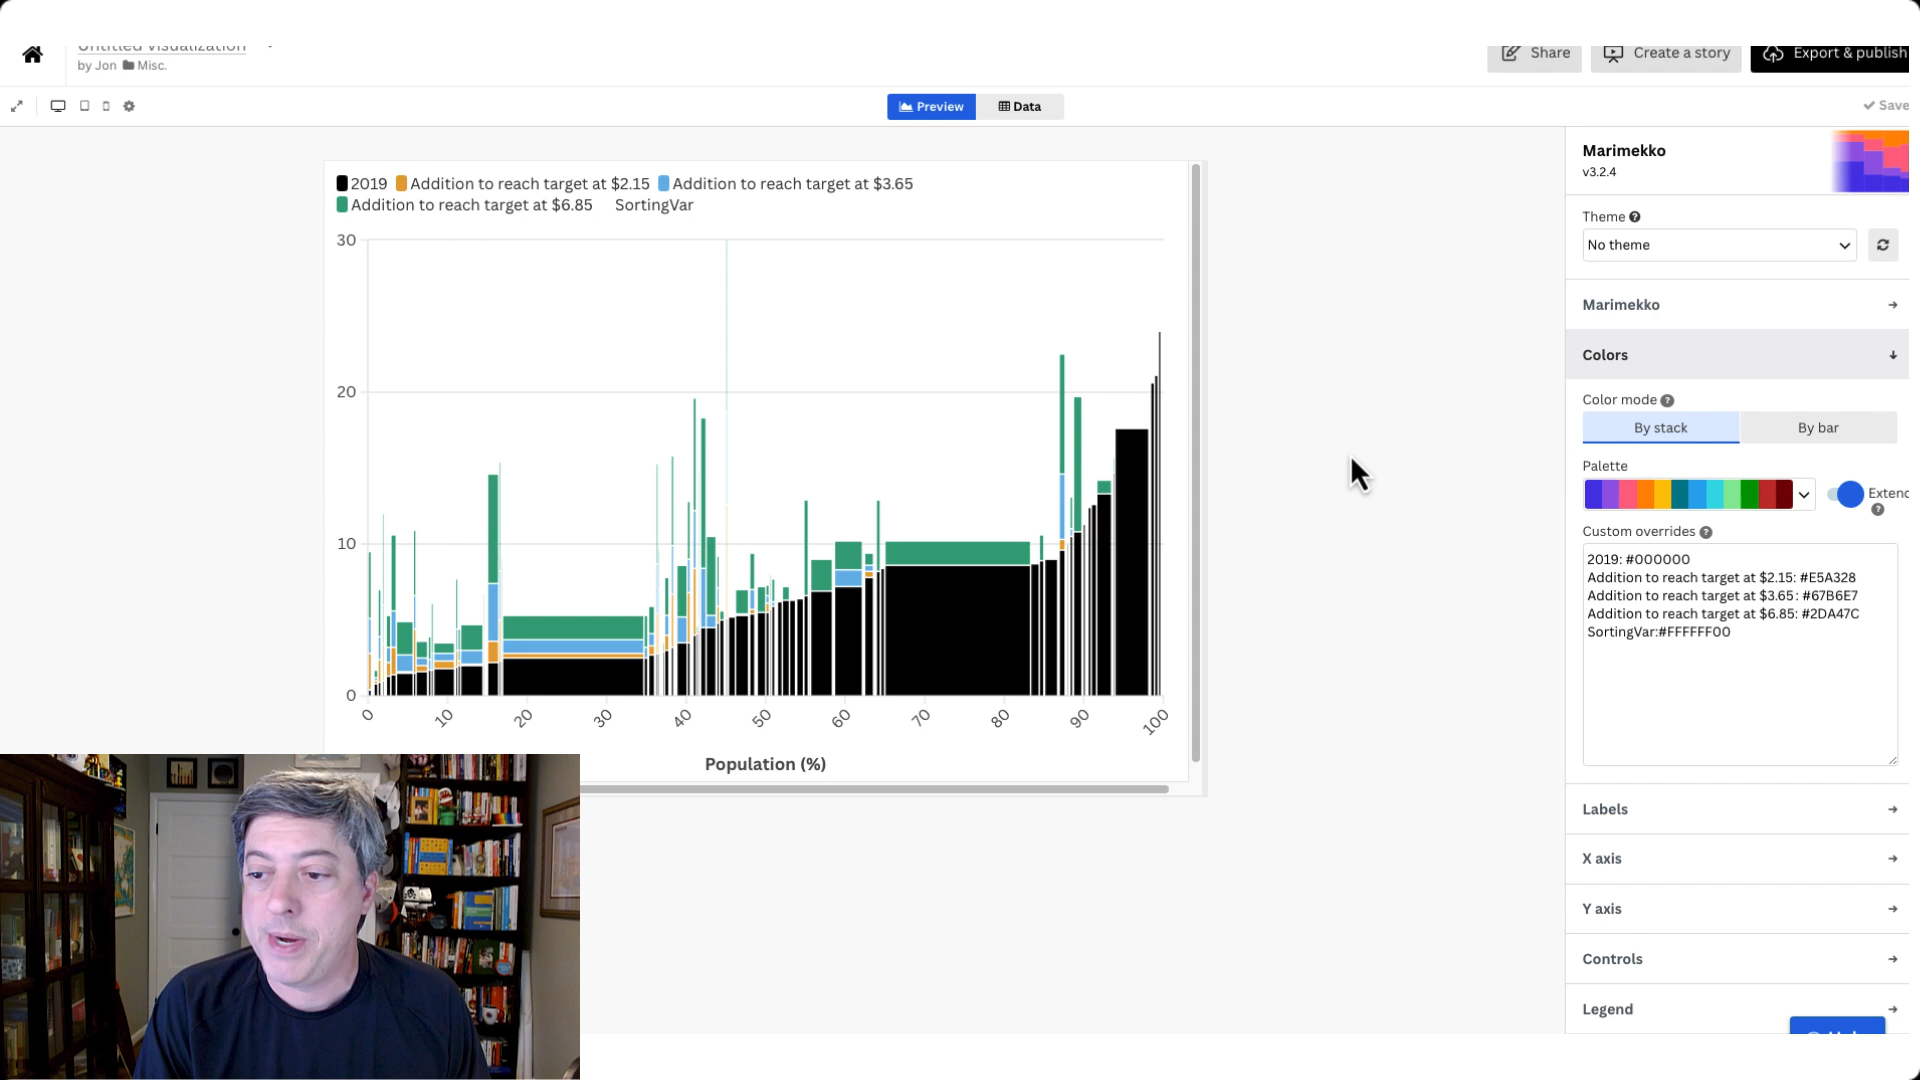 Untitled Visualization
by Jon Misc.
Share
Create a story
Export & publish
Preview
Data
Save
Marimekko
v3.2.4
Theme
No theme
Marimekko
Colors
Color mode
By stack
By bar
Palette
Extend
Custom overrides
2019: #000000
Addition to reach target at $2.15: #E5A328
Addition to reach target at $3.65: #67B6E7
Addition to reach target at $6.85: #2DA47C
SortingVar:#FFFFFF00
Labels
X axis
Y axis
Controls
Legend
2019 Addition to reach target at $2.15 Addition to reach target at $3.65
Addition to reach target at $6.85 SortingVar
30
20
10
0
0 10 20 30 40 50 60 70 80 90 100
Population (%)